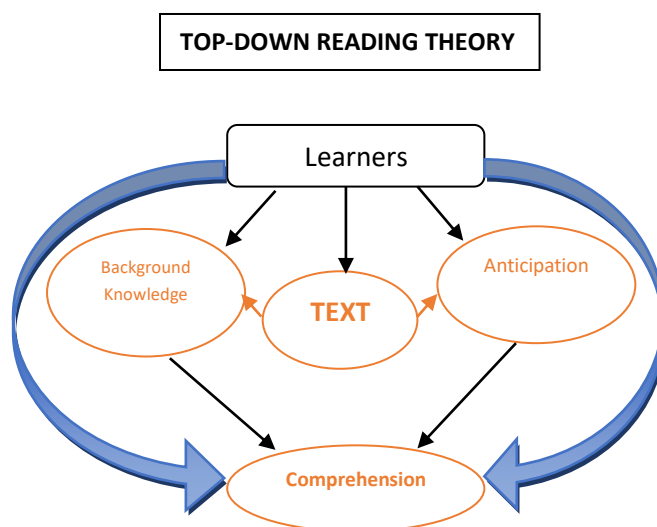 TOP-DOWN READING THEORY
Learners
Background
Knowledge
TEXT
Anticipation
Comprehension